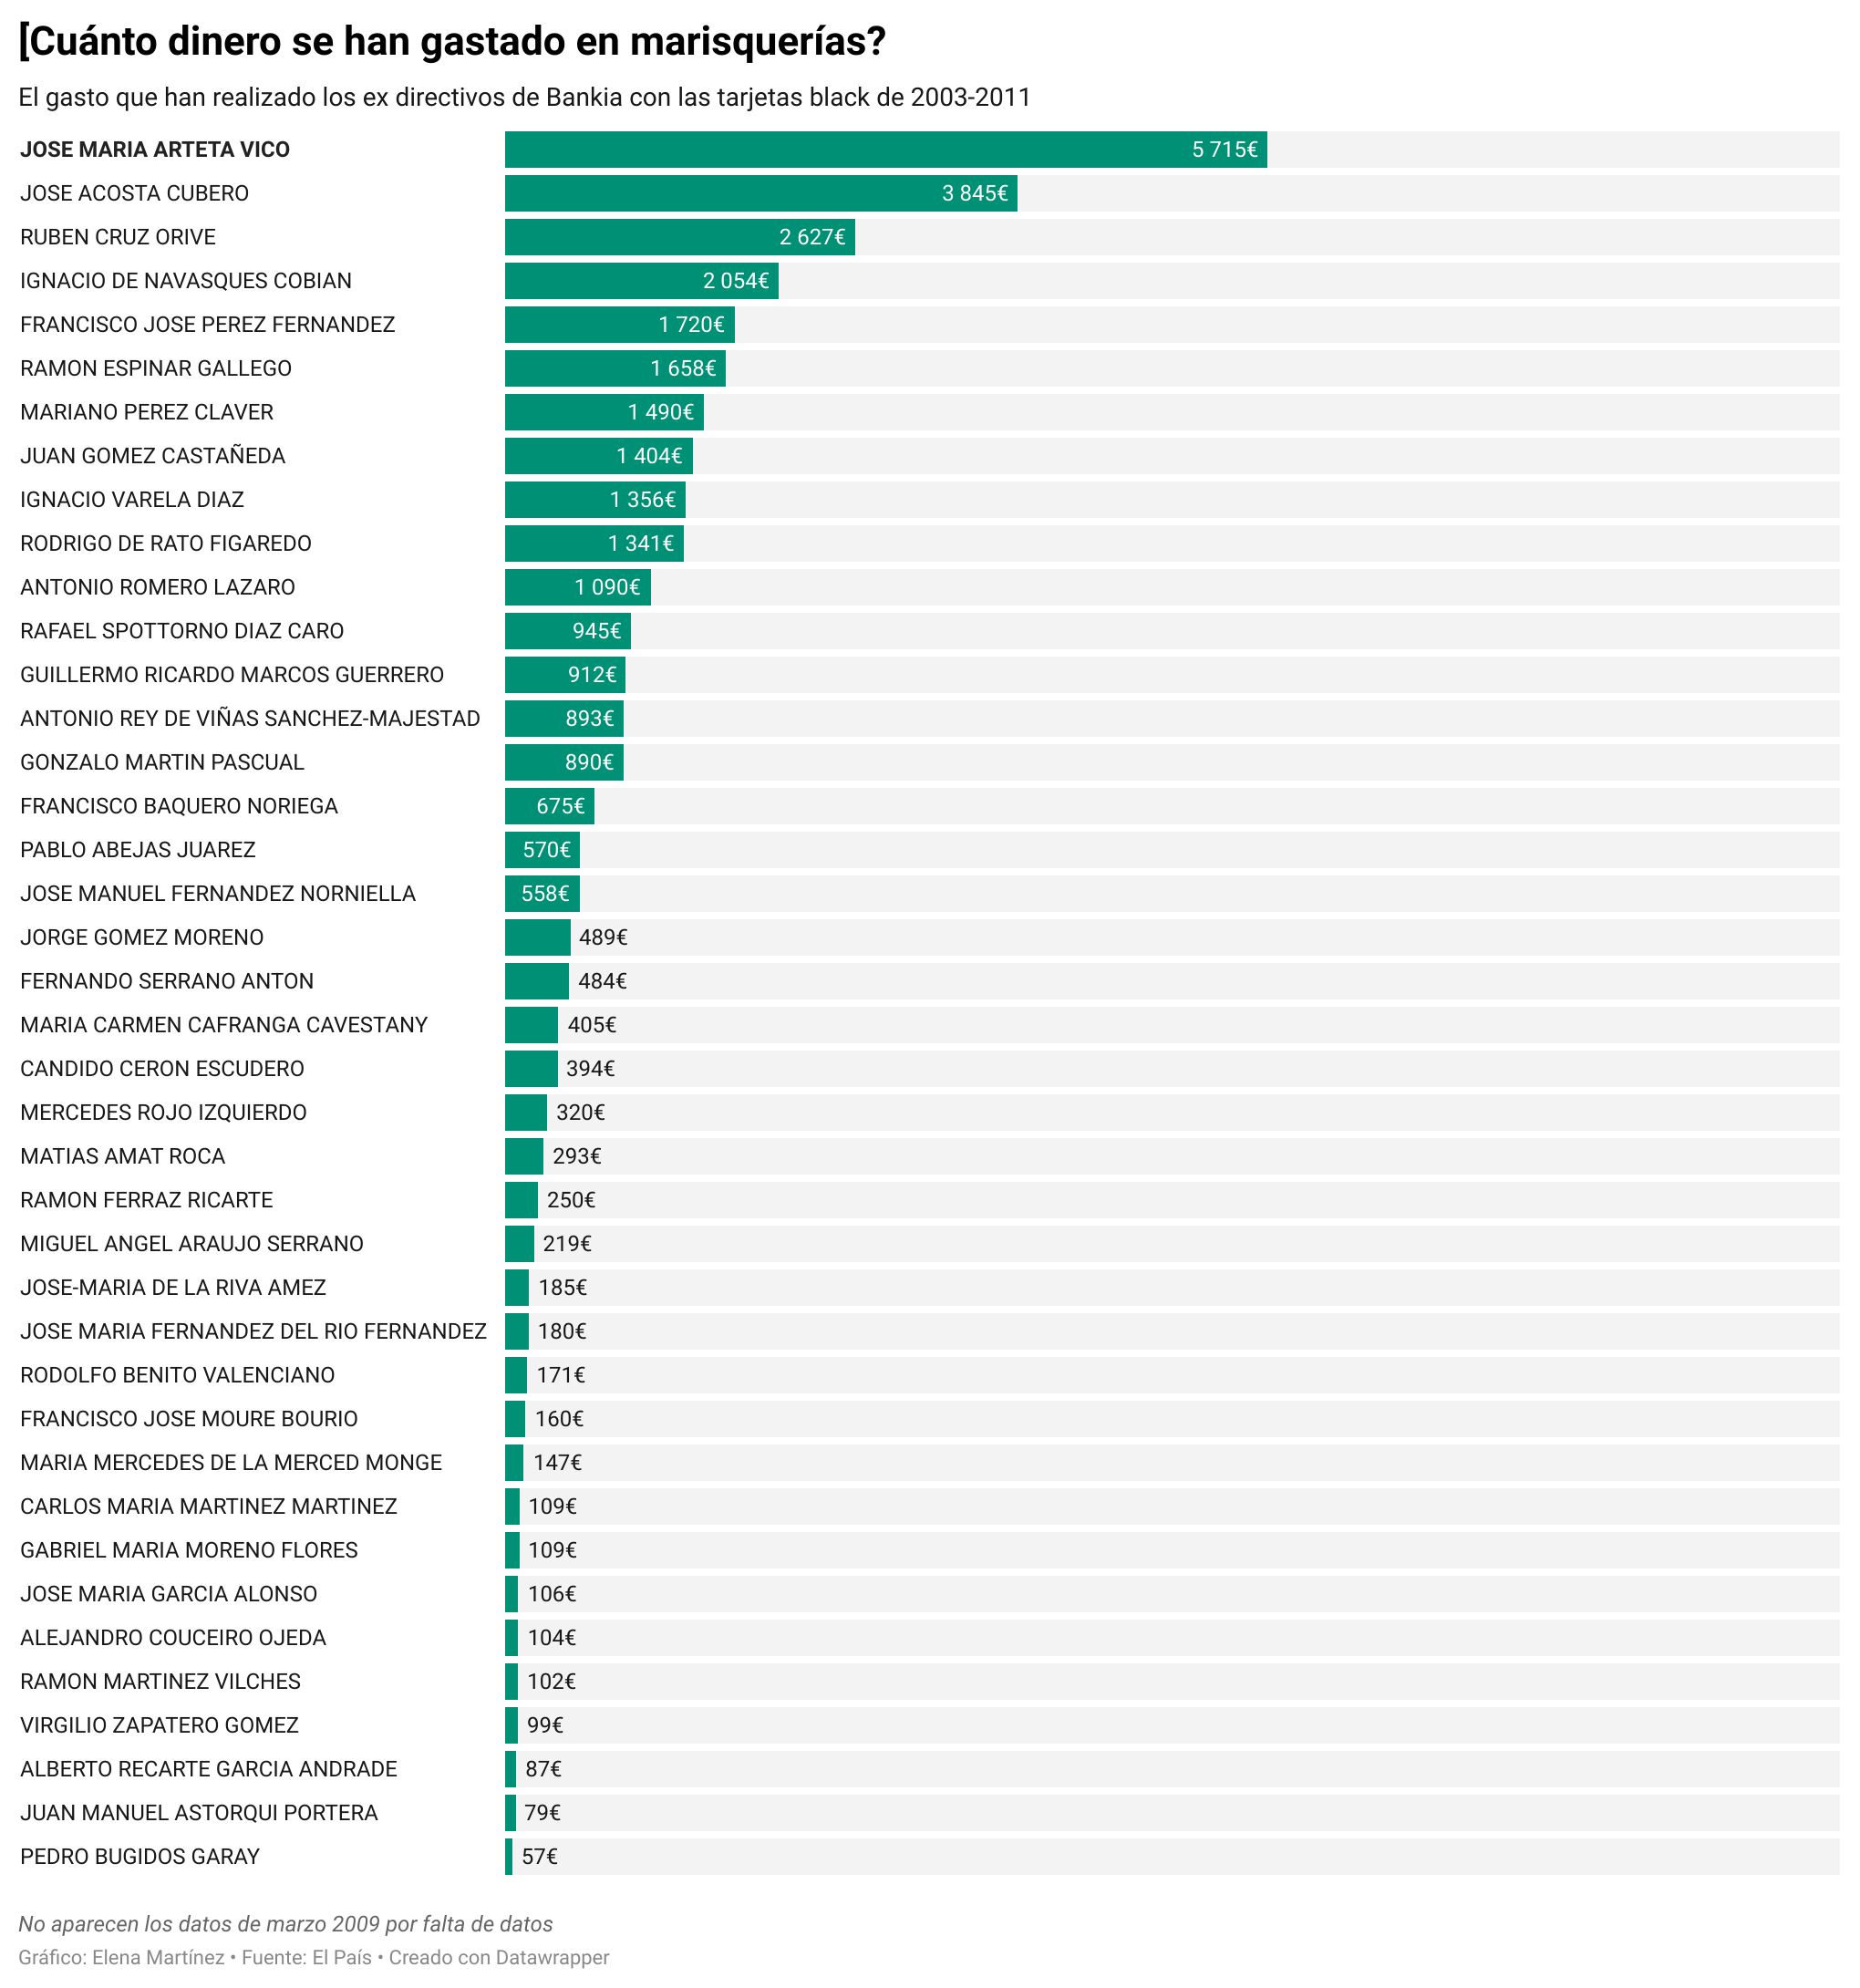 [Cuánto dinero se han gastado en marisquerías?
El gasto que han realizado los ex directivos de Bankia con las tarjetas black de 2003-2011
JOSE MARIA ARTETA VICO 5 715€
JOSE ACOSTA CUBERO 3 845€
RUBEN CRUZ ORIVE 2 627€
IGNACIO DE NAVASQUES COBIAN 2 054€
FRANCISCO JOSE PEREZ FERNANDEZ 1 720€
RAMON ESPINAR GALLEGO 1 658€
MARIANO PEREZ CLAVER 1 490€
JUAN GOMEZ CASTAÑEDA 1 404€
IGNACIO VARELA DIAZ 1 356€
RODRIGO DE RATO FIGAREDO 1 341€
ANTONIO ROMERO LAZARO 1 090€
RAFAEL SPOTTORNO DIAZ CARO 945€
GUILLERMO RICARDO MARCOS GUERRERO 912€
ANTONIO REY DE VIÑAS SANCHEZ-MAJESTAD 893€
GONZALO MARTIN PASCUAL 890€
FRANCISCO BAQUERO NORIEGA 675€
PABLO ABEJAS JUAREZ 570€
JOSE MANUEL FERNANDEZ NORNIELLA 558€
JORGE GOMEZ MORENO 489€
FERNANDO SERRANO ANTON 484€
MARIA CARMEN CAFRANGA CAVESTANY 405€
CANDIDO CERON ESCUDERO 394€
MERCEDES ROJO IZQUIERDO 320€
MATIAS AMAT ROCA 293€
RAMON FERRAZ RICARTE 250€
MIGUEL ANGEL ARAUJO SERRANO 219€
JOSE-MARIA DE LA RIVA AMEZ 185€
JOSE MARIA FERNANDEZ DEL RIO FERNANDEZ 180€
RODOLFO BENITO VALENCIANO 171€
FRANCISCO JOSE MOURE BOURIO 160€
MARIA MERCEDES DE LA MERCED MONGE 147€
CARLOS MARIA MARTINEZ MARTINEZ 109€
GABRIEL MARIA MORENO FLORES 109€
JOSE MARIA GARCIA ALONSO 106€
ALEJANDRO COUCEIRO OJEDA 104€
RAMON MARTINEZ VILCHES 102€
VIRGILIO ZAPATERO GOMEZ 99€
ALBERTO RECARTE GARCIA ANDRADE 87€
JUAN MANUEL ASTORQUI PORTERA 79€
PEDRO BUGIDOS GARAY 57€
No aparecen los datos de marzo 2009 por falta de datos
Gráfico: Elena Martínez • Fuente: El País • Creado con Datawrapper